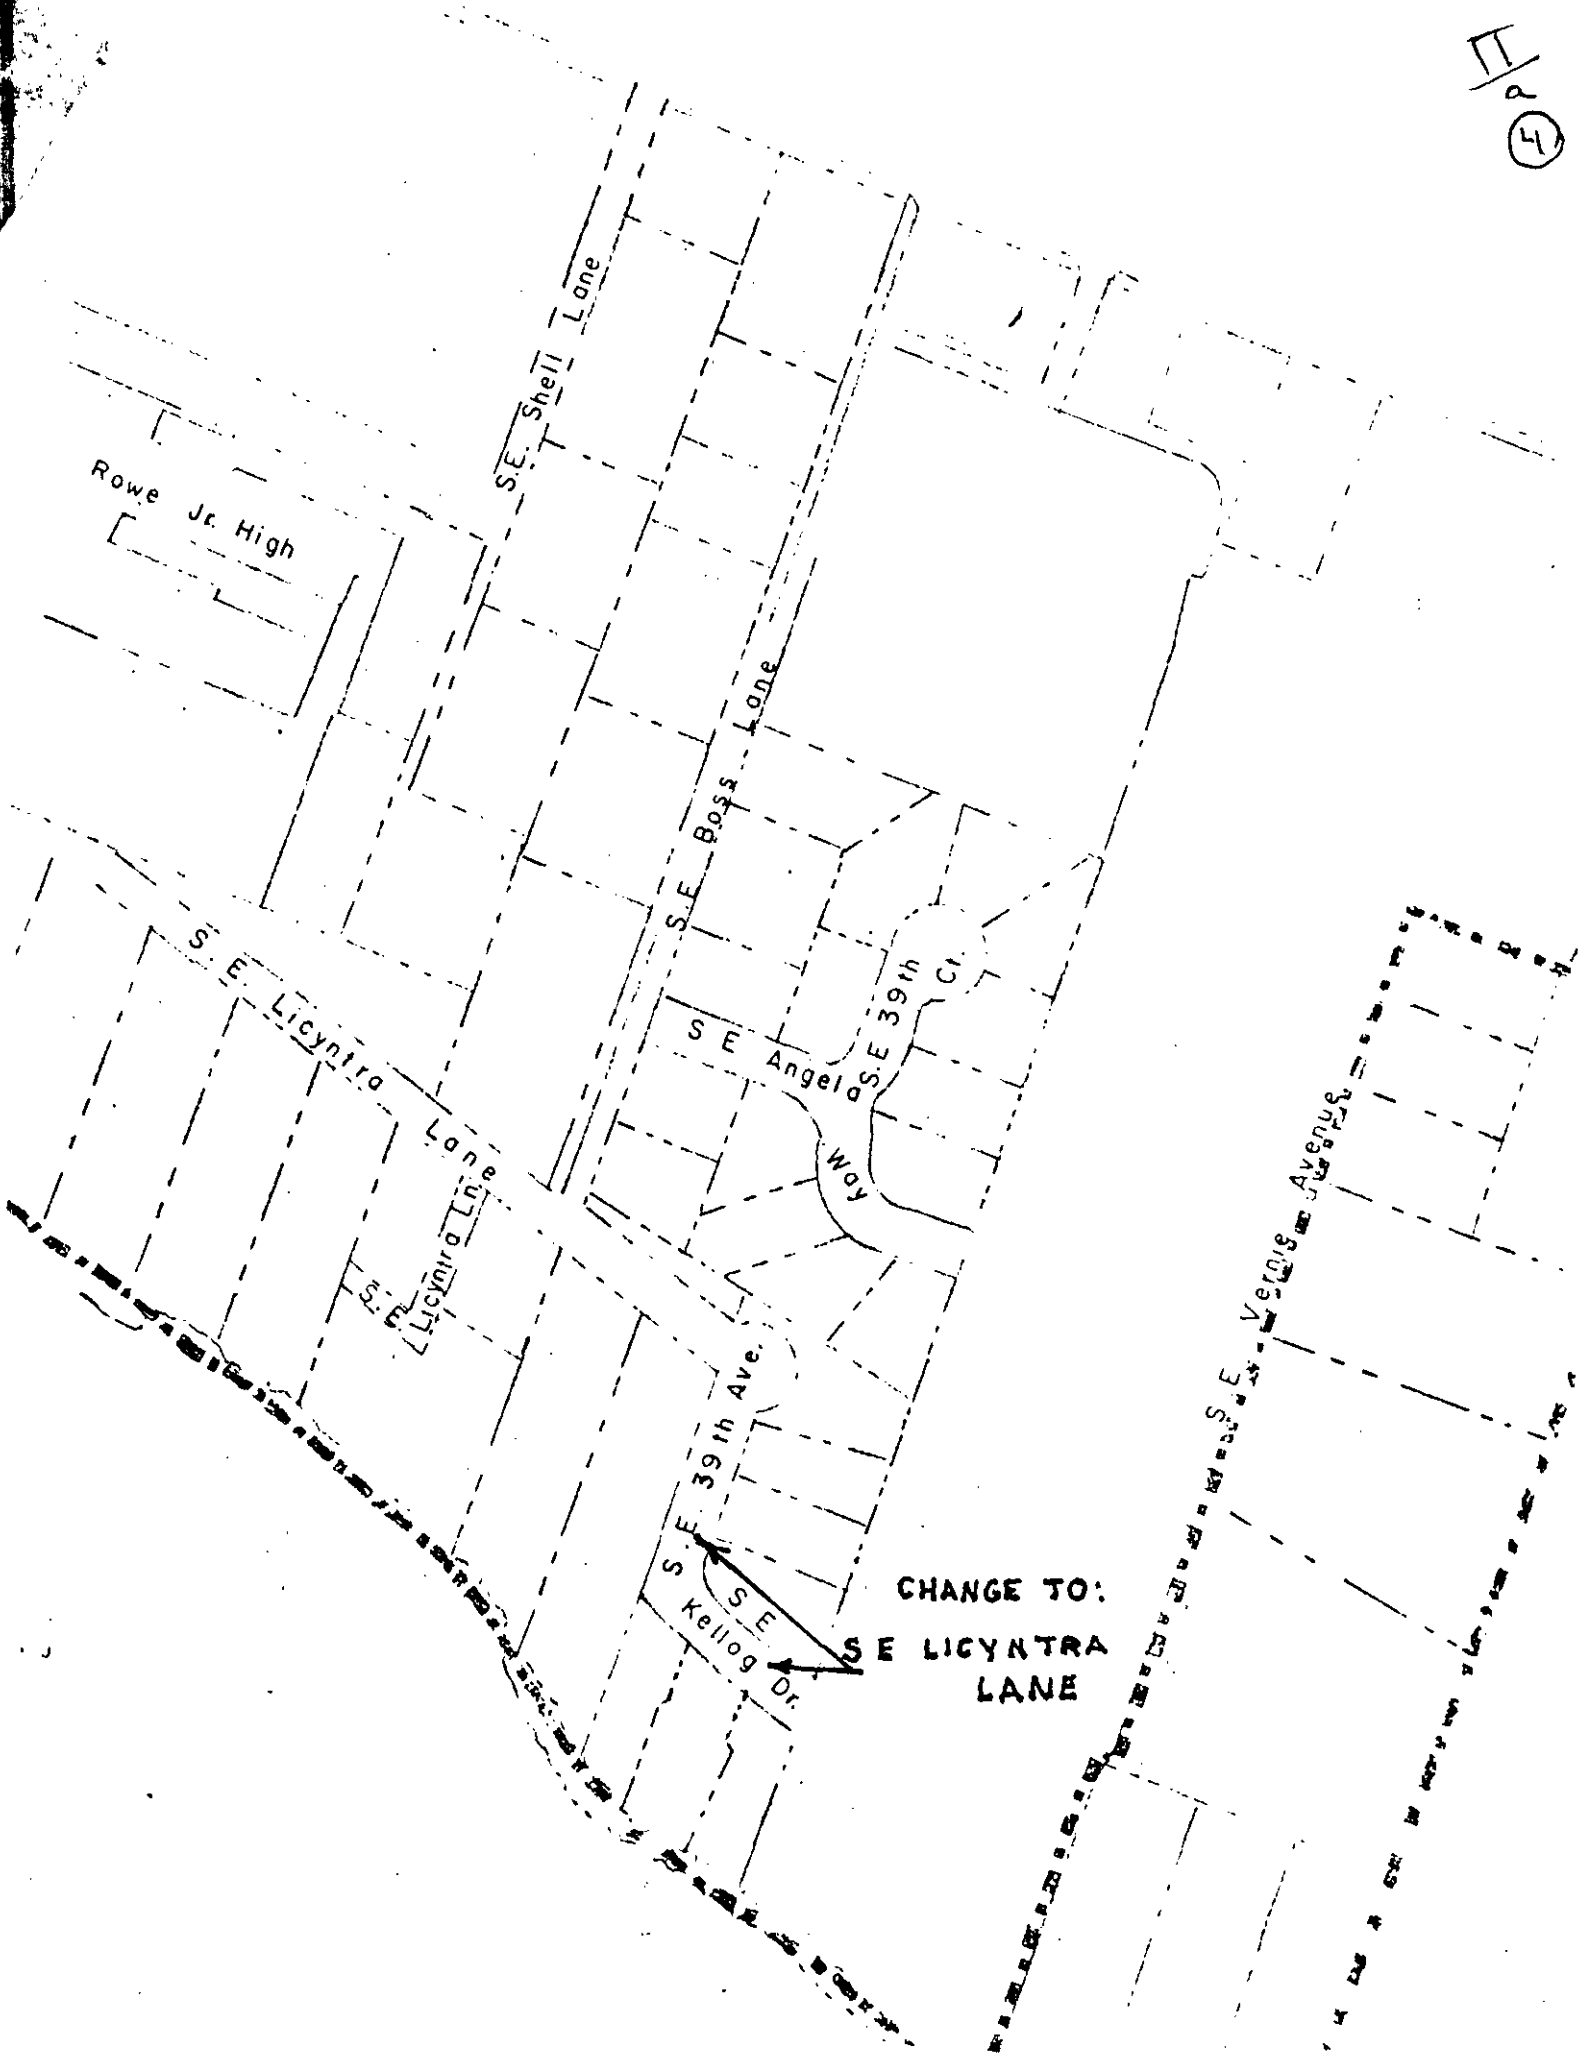 4
S.E. Shell Lane
Rowe Jr. High
S.E Boss Lane
S.E. Licyntra Lane
S.E 39th Ct.
S E Angela Way
S.E. Licyntra Ln.
S.E Vernie Avenue
S.E 39th Ave.
S E Kellog Dr.
CHANGE TO:
S E LICYNTRA
LANE